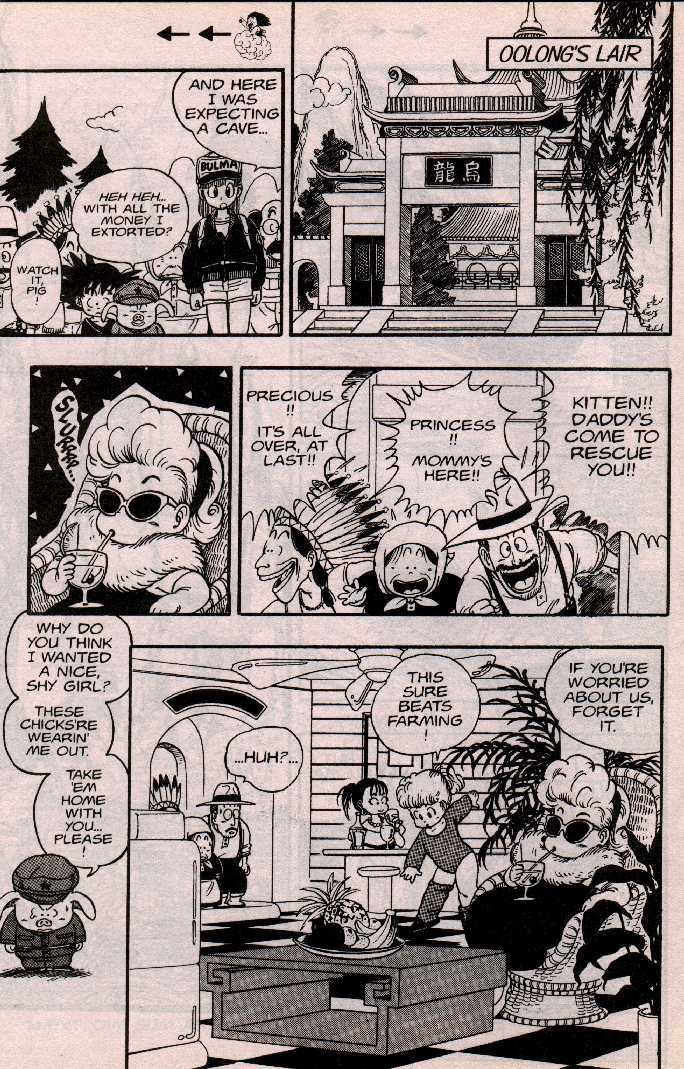 OOLONG'S LAIR
烏龍
AND HERE
I WAS
EXPECTING
A CAVE...
BULMA
HEH HEH...
WITH ALL THE
MONEY I
EXTORTED?
WATCH
IT,
PIG
!
KITTEN!!
DADDY'S
COME TO
RESCUE
YOU!!
PRINCESS
!!
MOMMY'S
HERE!!
PRECIOUS
!!
IT'S ALL
OVER, AT
LAST!!
IF YOU'RE
WORRIED
ABOUT US,
FORGET
IT.
THIS
SURE
BEATS
FARMING
!
...HUH?...
WHY DO
YOU THINK
I WANTED
A NICE,
SHY GIRL?
THESE
CHICKS'RE
WEARIN'
ME OUT.
TAKE
'EM
HOME
WITH
YOU...
PLEASE
!